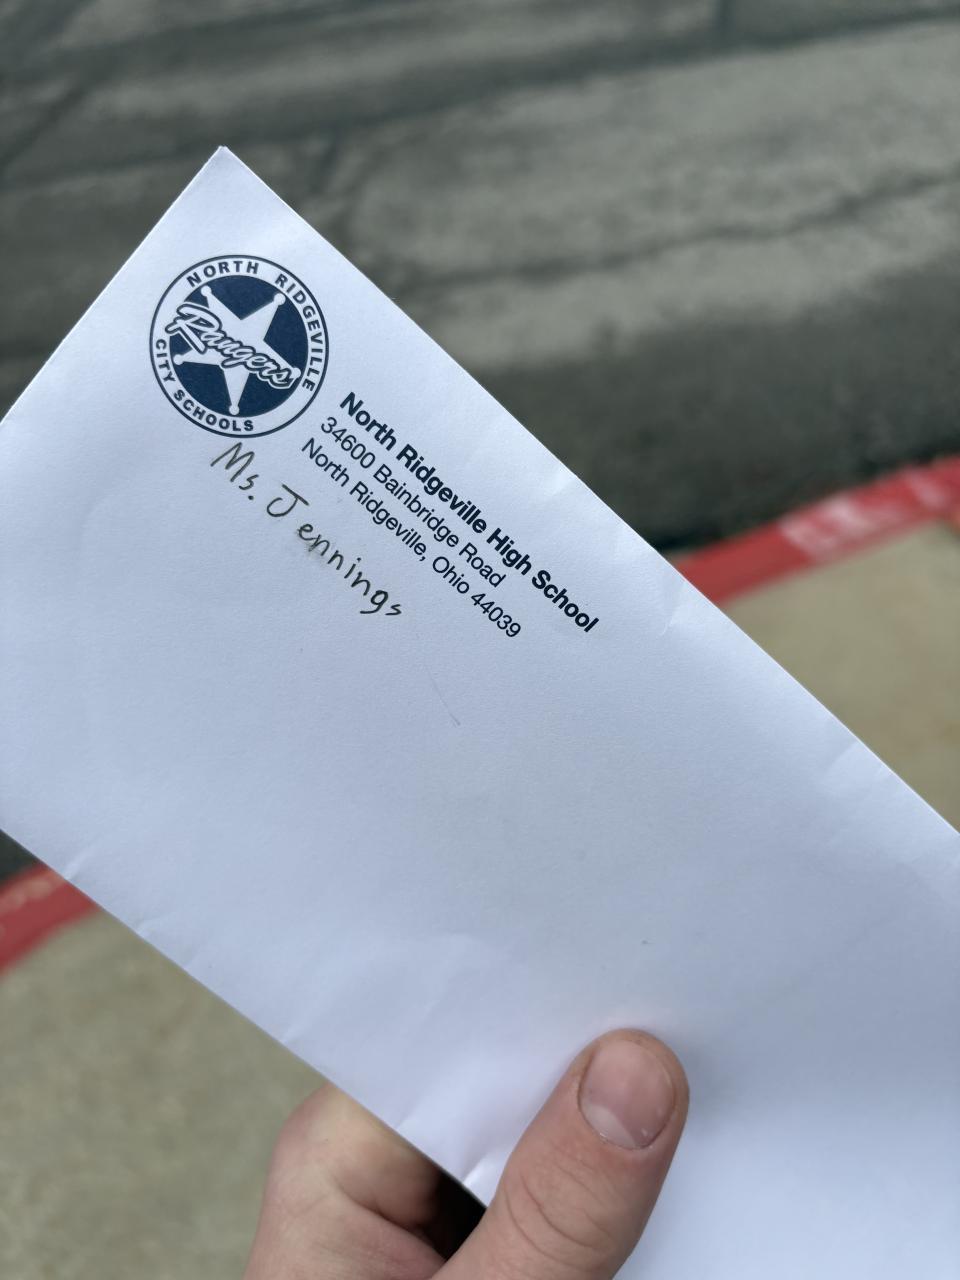 NORTH RIDGEVILLE
Rangers
CITY SCHOOLS
North Ridgeville High School
34600 Bainbridge Road
North Ridgeville, Ohio 44039
Ms. Jennings